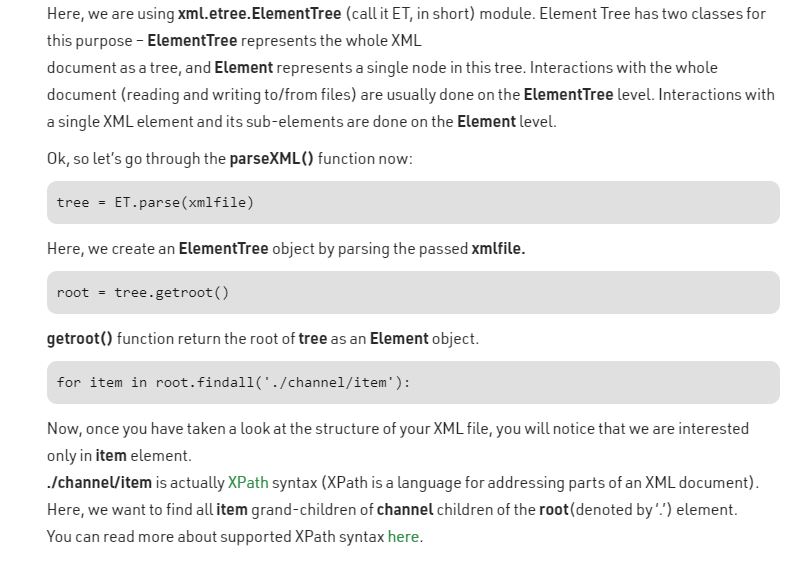 Here, we are using xml.etree.ElementTree (call it ET, in short) module. Element Tree has two classes for
this purpose – ElementTree represents the whole XML
document as a tree, and Element represents a single node in this tree. Interactions with the whole
document (reading and writing to/from files) are usually done on the ElementTree level. Interactions with
a single XML element and its sub-elements are done on the Element level.
Ok, so let's go through the parseXML() function now:
tree = ET.parse(xmlfile)
Here, we create an ElementTree object by parsing the passed xmlfile.
root = tree.getroot()
getroot() function return the root of tree as an Element object.
for item in root.findall('./channel/item'):
Now, once you have taken a look at the structure of your XML file, you will notice that we are interested
only in item element.
./channel/item is actually XPath syntax (XPath is a language for addressing parts of an XML document).
Here, we want to find all item grand-children of channel children of the root(denoted by '.') element.
You can read more about supported XPath syntax here.